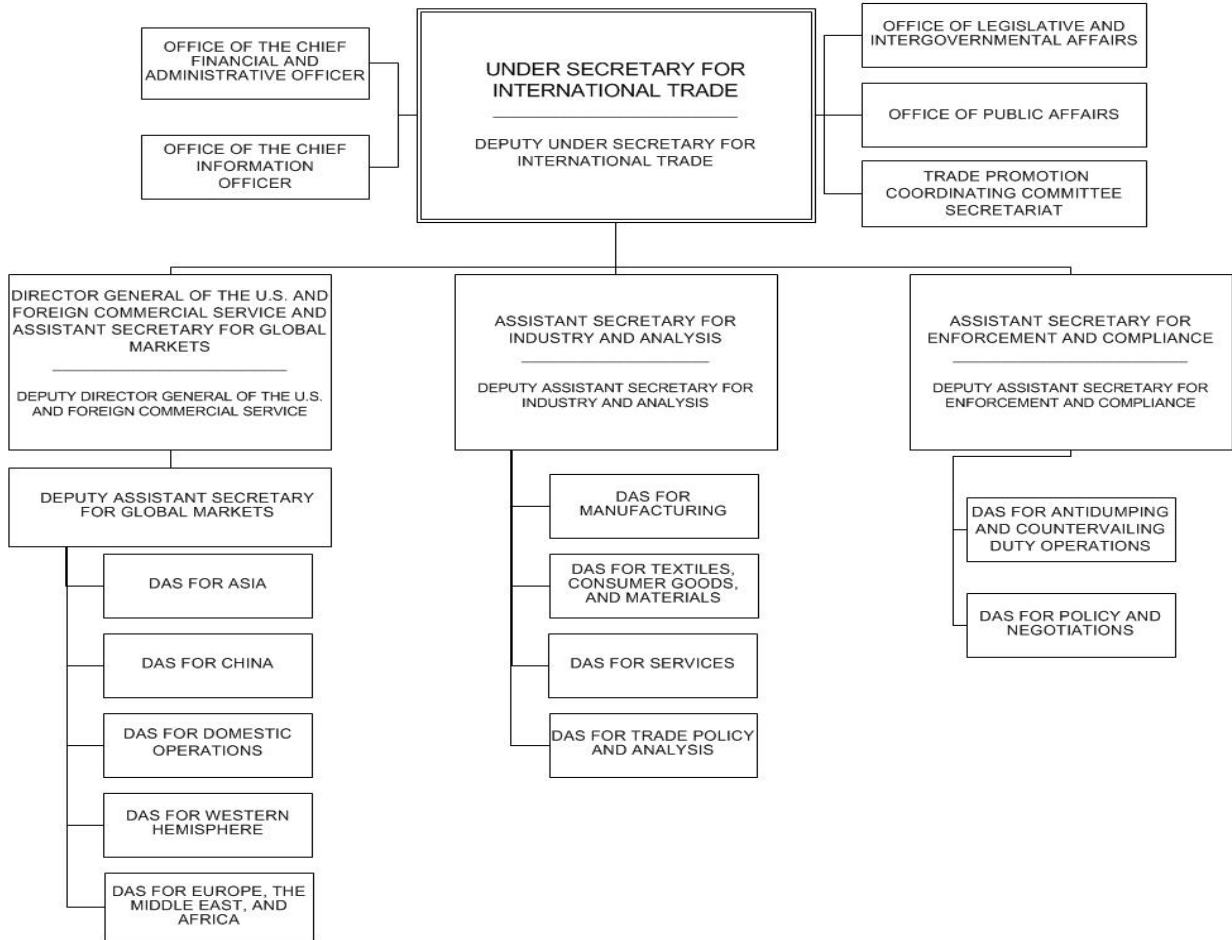 OFFICE OF THE CHIEF
FINANCIAL AND
ADMINISTRATIVE OFFICER
OFFICE OF THE CHIEF
INFORMATION
OFFICER
UNDER SECRETARY FOR
INTERNATIONAL TRADE
DEPUTY UNDER SECRETARY FOR
INTERNATIONAL TRADE
OFFICE OF LEGISLATIVE AND
INTERGOVERNMENTAL AFFAIRS
OFFICE OF PUBLIC AFFAIRS
TRADE PROMOTION
COORDINATING COMMITTEE
SECRETARIAT
DIRECTOR GENERAL OF THE U.S. AND
FOREIGN COMMERCIAL SERVICE AND
ASSISTANT SECRETARY FOR GLOBAL
MARKETS
DEPUTY DIRECTOR GENERAL OF THE U.S.
AND FOREIGN COMMERCIAL SERVICE
DEPUTY ASSISTANT SECRETARY
FOR GLOBAL MARKETS
DAS FOR ASIA
DAS FOR CHINA
DAS FOR DOMESTIC
OPERATIONS
DAS FOR WESTERN
HEMISPHERE
DAS FOR EUROPE, THE
MIDDLE EAST, AND
AFRICA
ASSISTANT SECRETARY FOR
INDUSTRY AND ANALYSIS
DEPUTY ASSISTANT SECRETARY FOR
INDUSTRY AND ANALYSIS
DAS FOR
MANUFACTURING
DAS FOR TEXTILES,
CONSUMER GOODS,
AND MATERIALS
DAS FOR SERVICES
DAS FOR TRADE POLICY
AND ANALYSIS
ASSISTANT SECRETARY FOR
ENFORCEMENT AND COMPLIANCE
DEPUTY ASSISTANT SECRETARY FOR
ENFORCEMENT AND COMPLIANCE
DAS FOR ANTIDUMPING
AND COUNTERVAILING
DUTY OPERATIONS
DAS FOR POLICY AND
NEGOTIATIONS